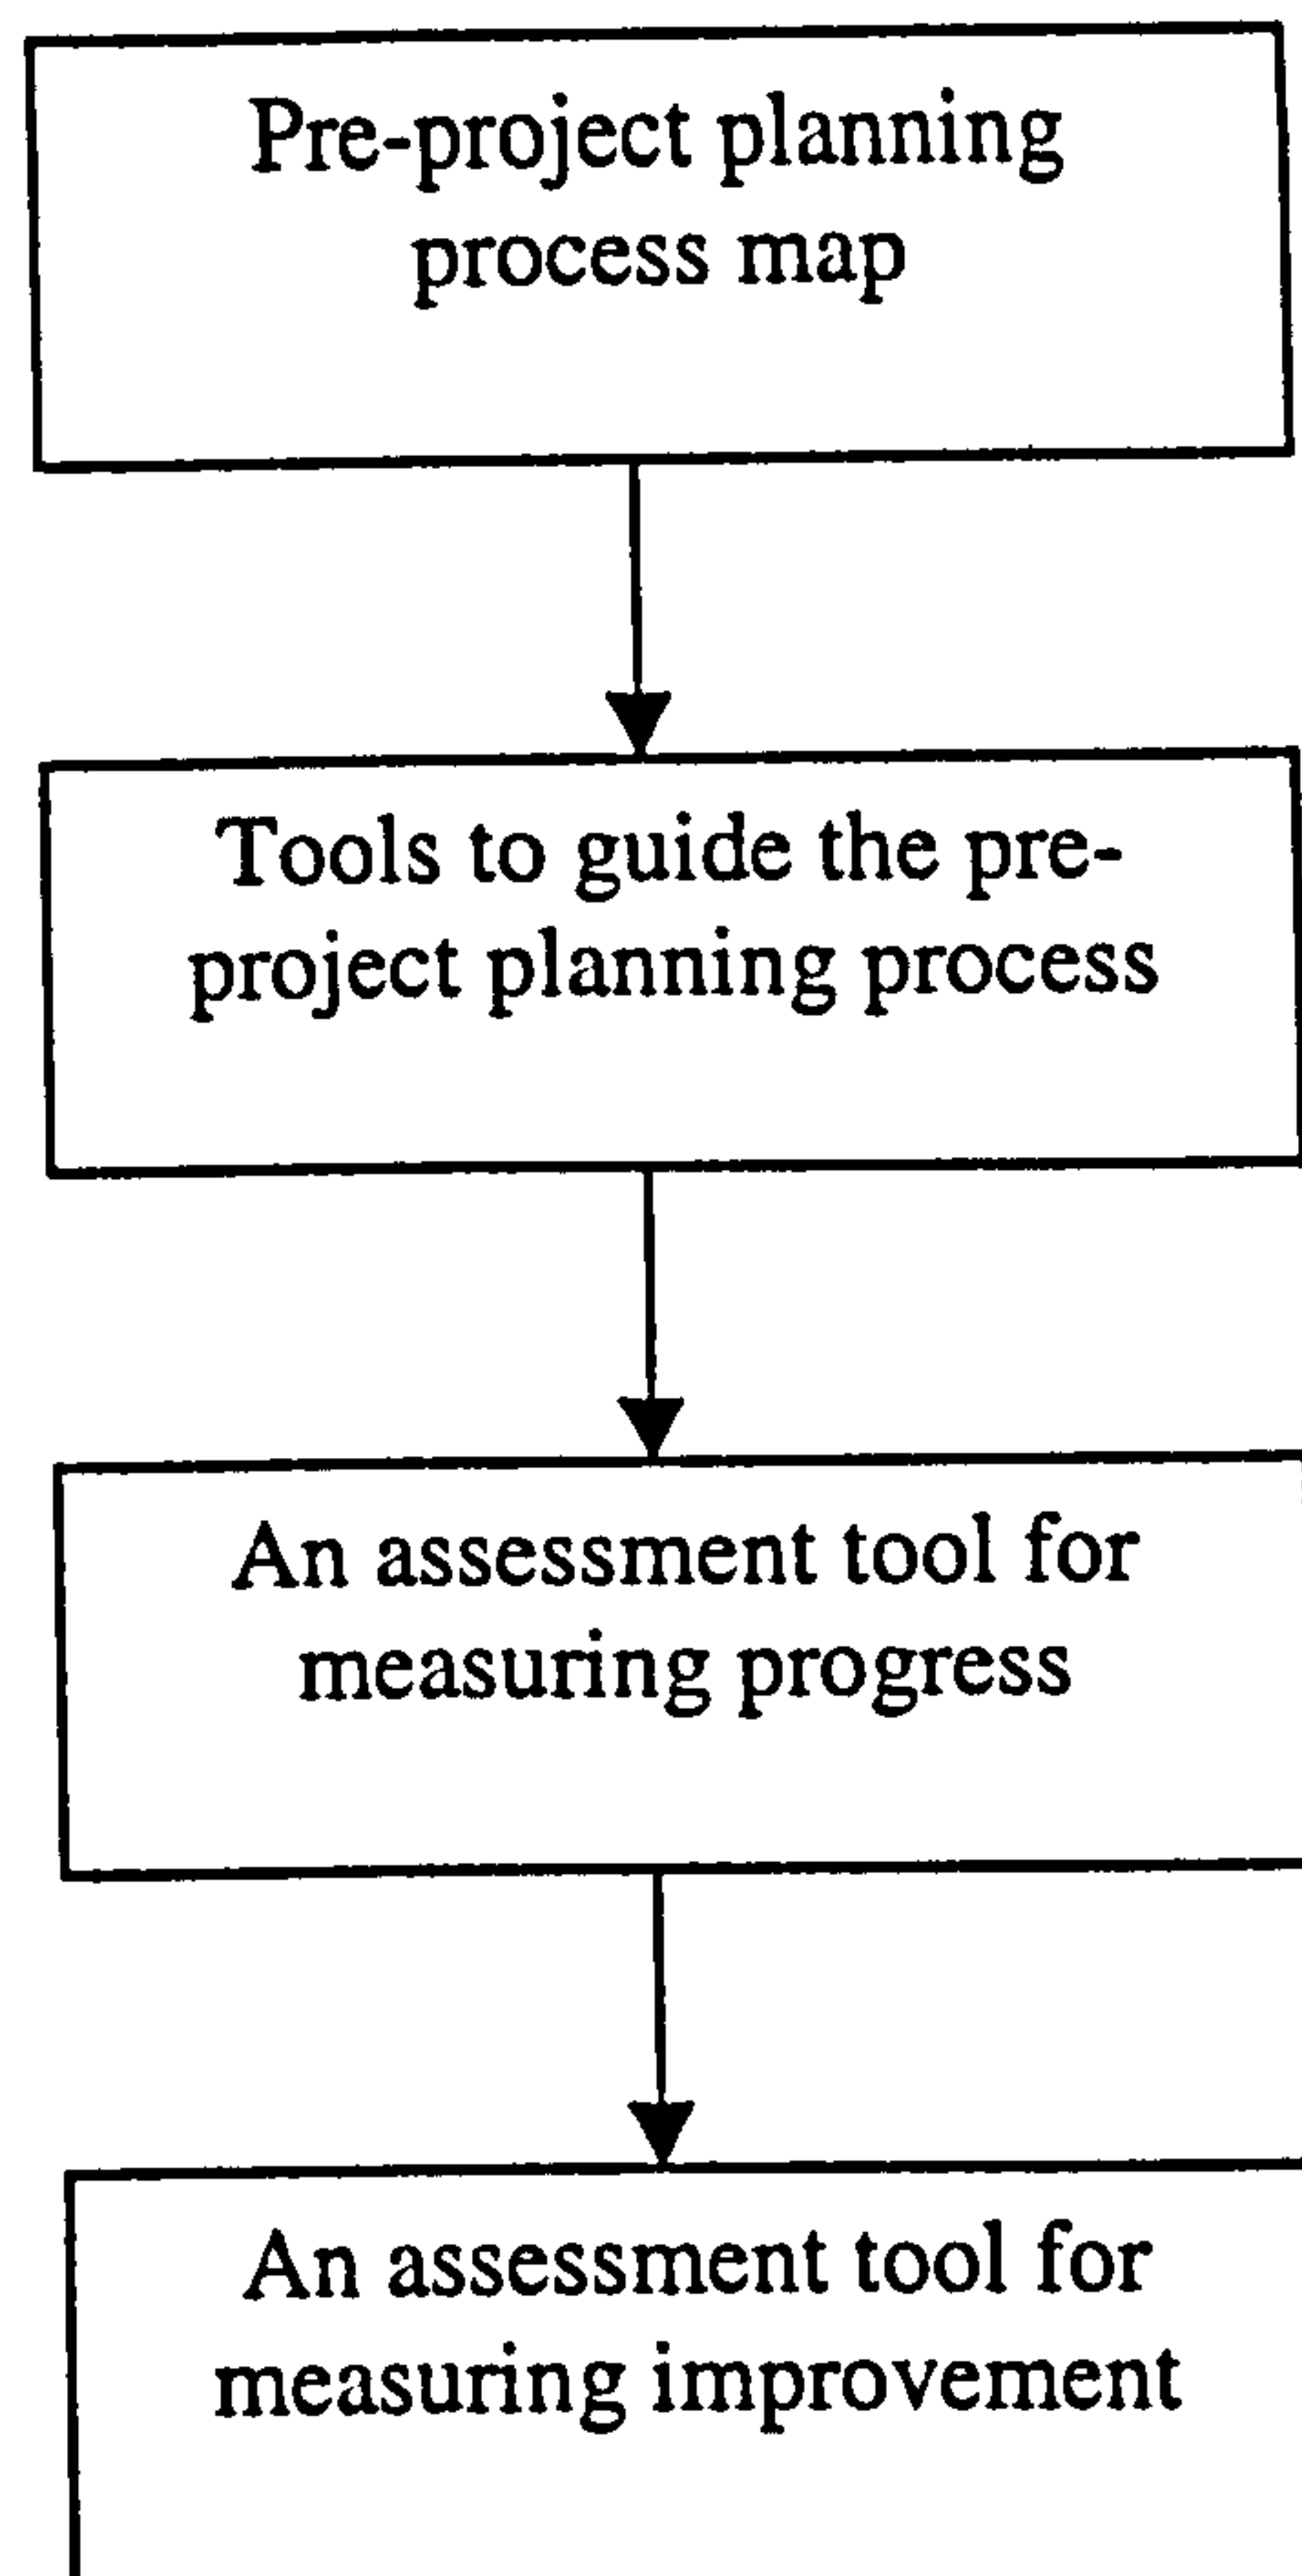 Pre-project planning
process map
Tools to guide the pre-
project planning process
An assessment tool for
measuring progress
An assessment tool for
measuring improvement